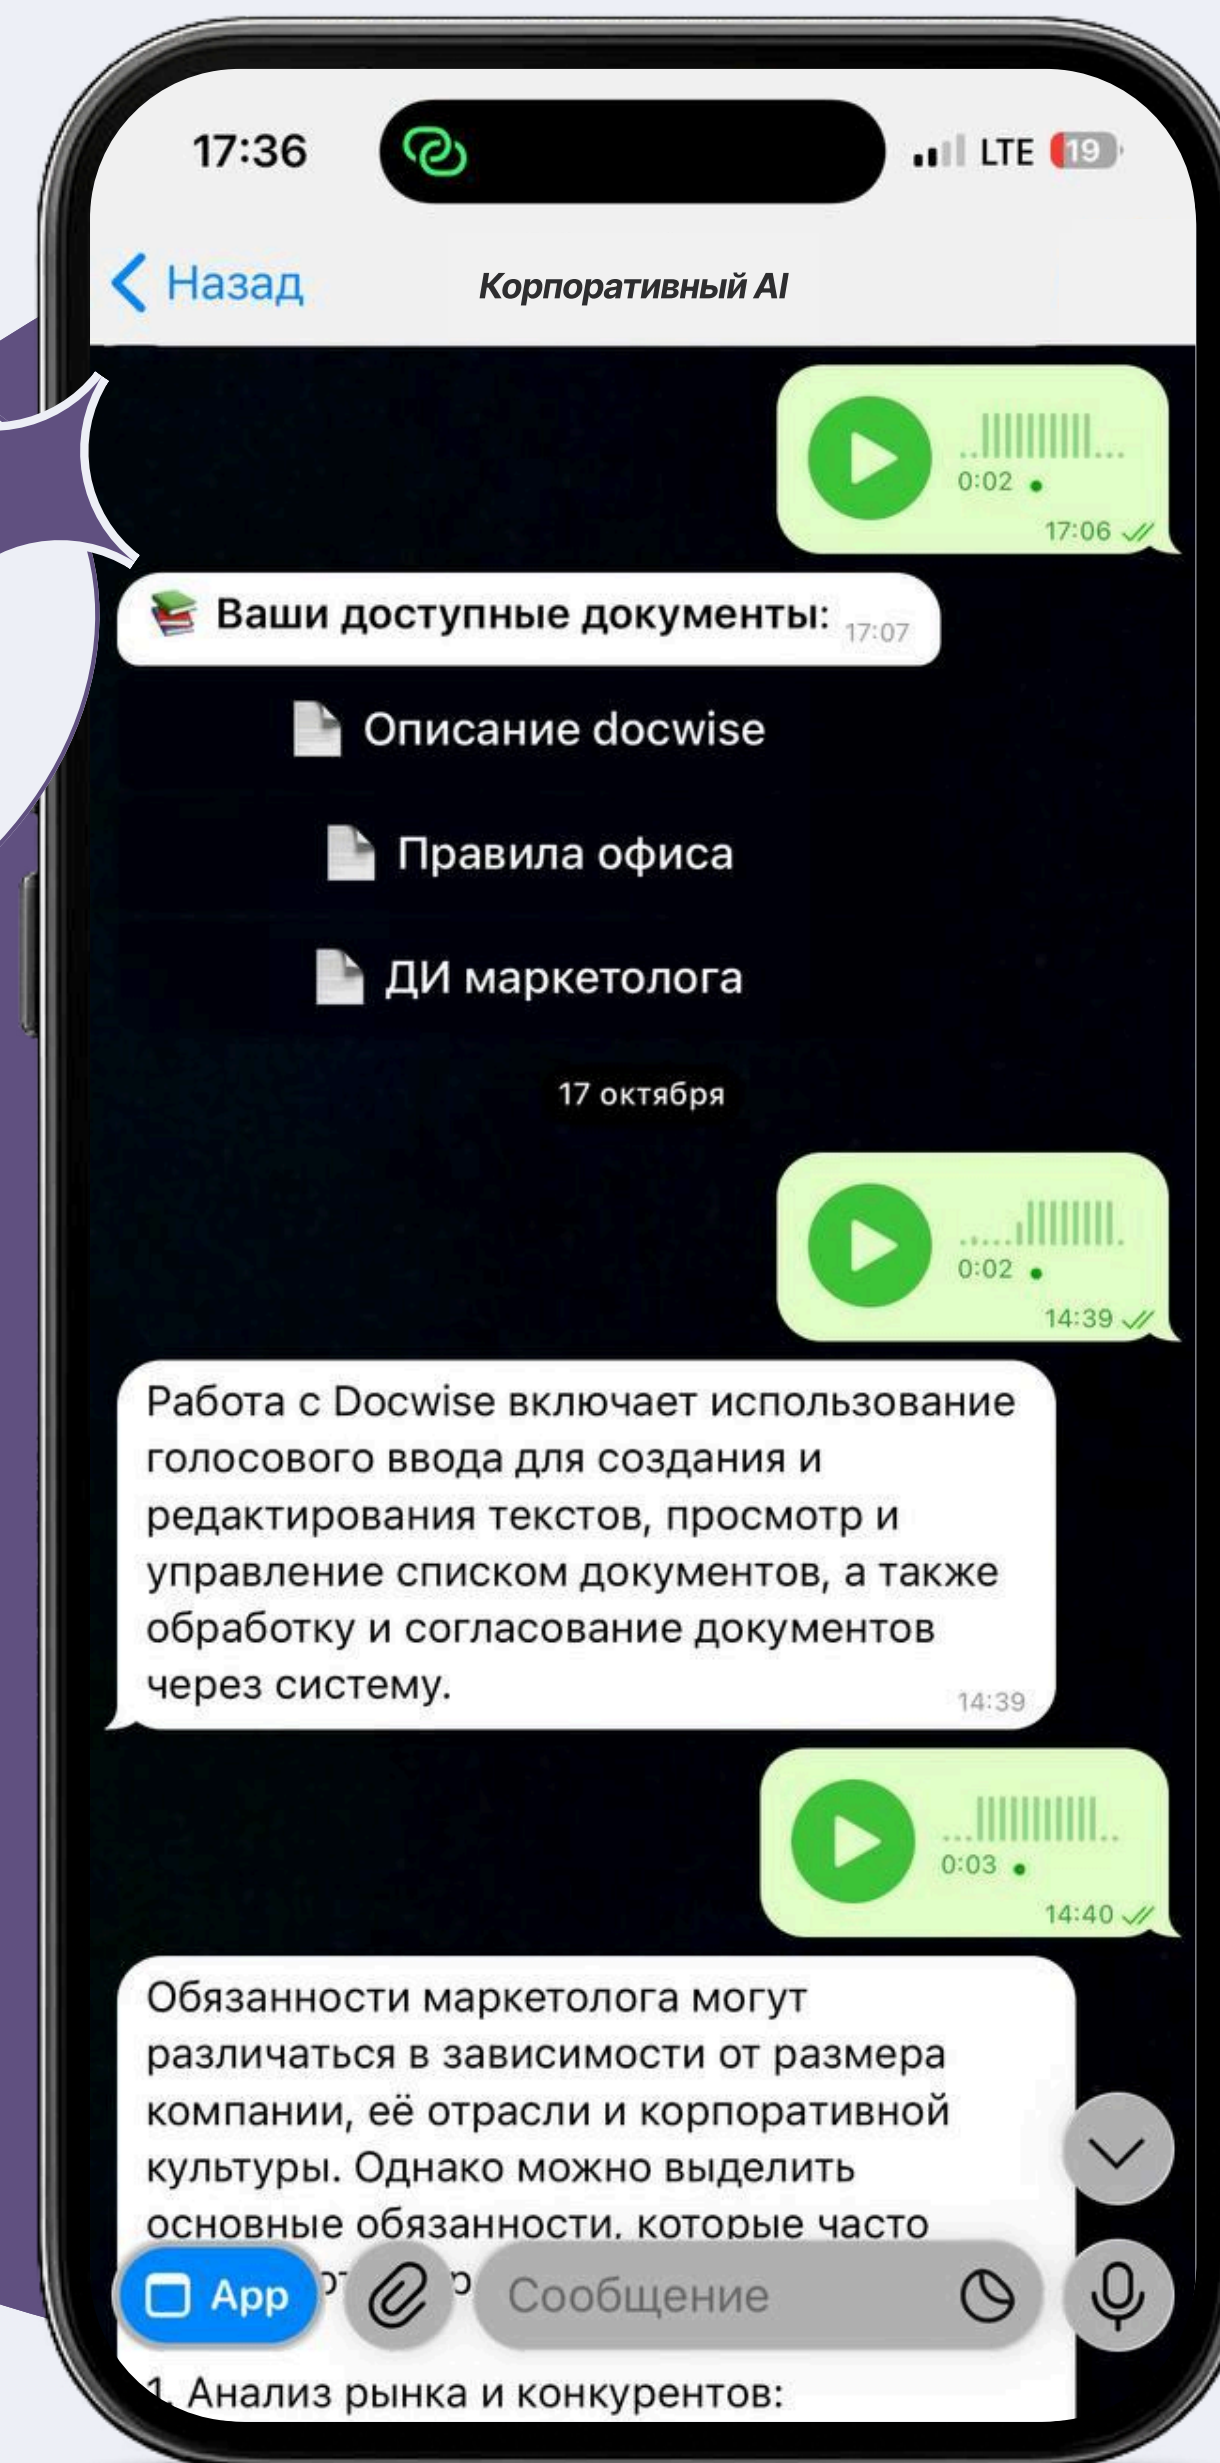 17:36
LTE 19
Назад
Корпоративный AI
0:02
17:06
Ваши доступные документы: 17:07
Описание docwise
Правила офиса
ДИ маркетолога
17 октября
0:02
14:39
Работа с Docwise включает использование
голосового ввода для создания и
редактирования текстов, просмотр и
управление списком документов, а также
обработку и согласование документов
через систему.
14:39
0:03
14:40
Обязанности маркетолога могут
различаться в зависимости от размера
компании, её отрасли и корпоративной
культуры. Однако можно выделить
основные обязанности, которые часто
App
Сообщение
1. Анализ рынка и конкурентов: